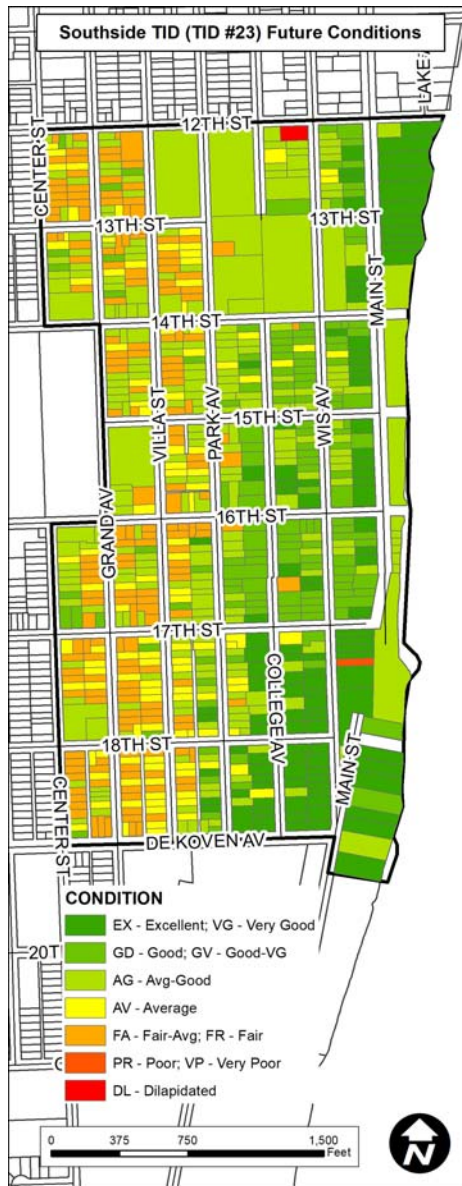 Southside TID (TID #23) Future Conditions
LAKE A
12TH ST
CENTER ST
13TH ST
13TH ST
MAIN ST
14TH ST
VILLA ST
PARK AV
15TH ST
WIS AV
GRAND AV
16TH ST
17TH ST
COLLEGE AV
18TH ST
MAIN ST
CENTER ST
DE KOVEN AV
CONDITION
EX - Excellent; VG - Very Good
GD - Good; GV - Good-VG
20T
AG - Avg-Good
AV - Average
FA - Fair-Avg; FR - Fair
PR - Poor; VP - Very Poor
DL - Dilapidated
0 375 750 1,500
Feet
N